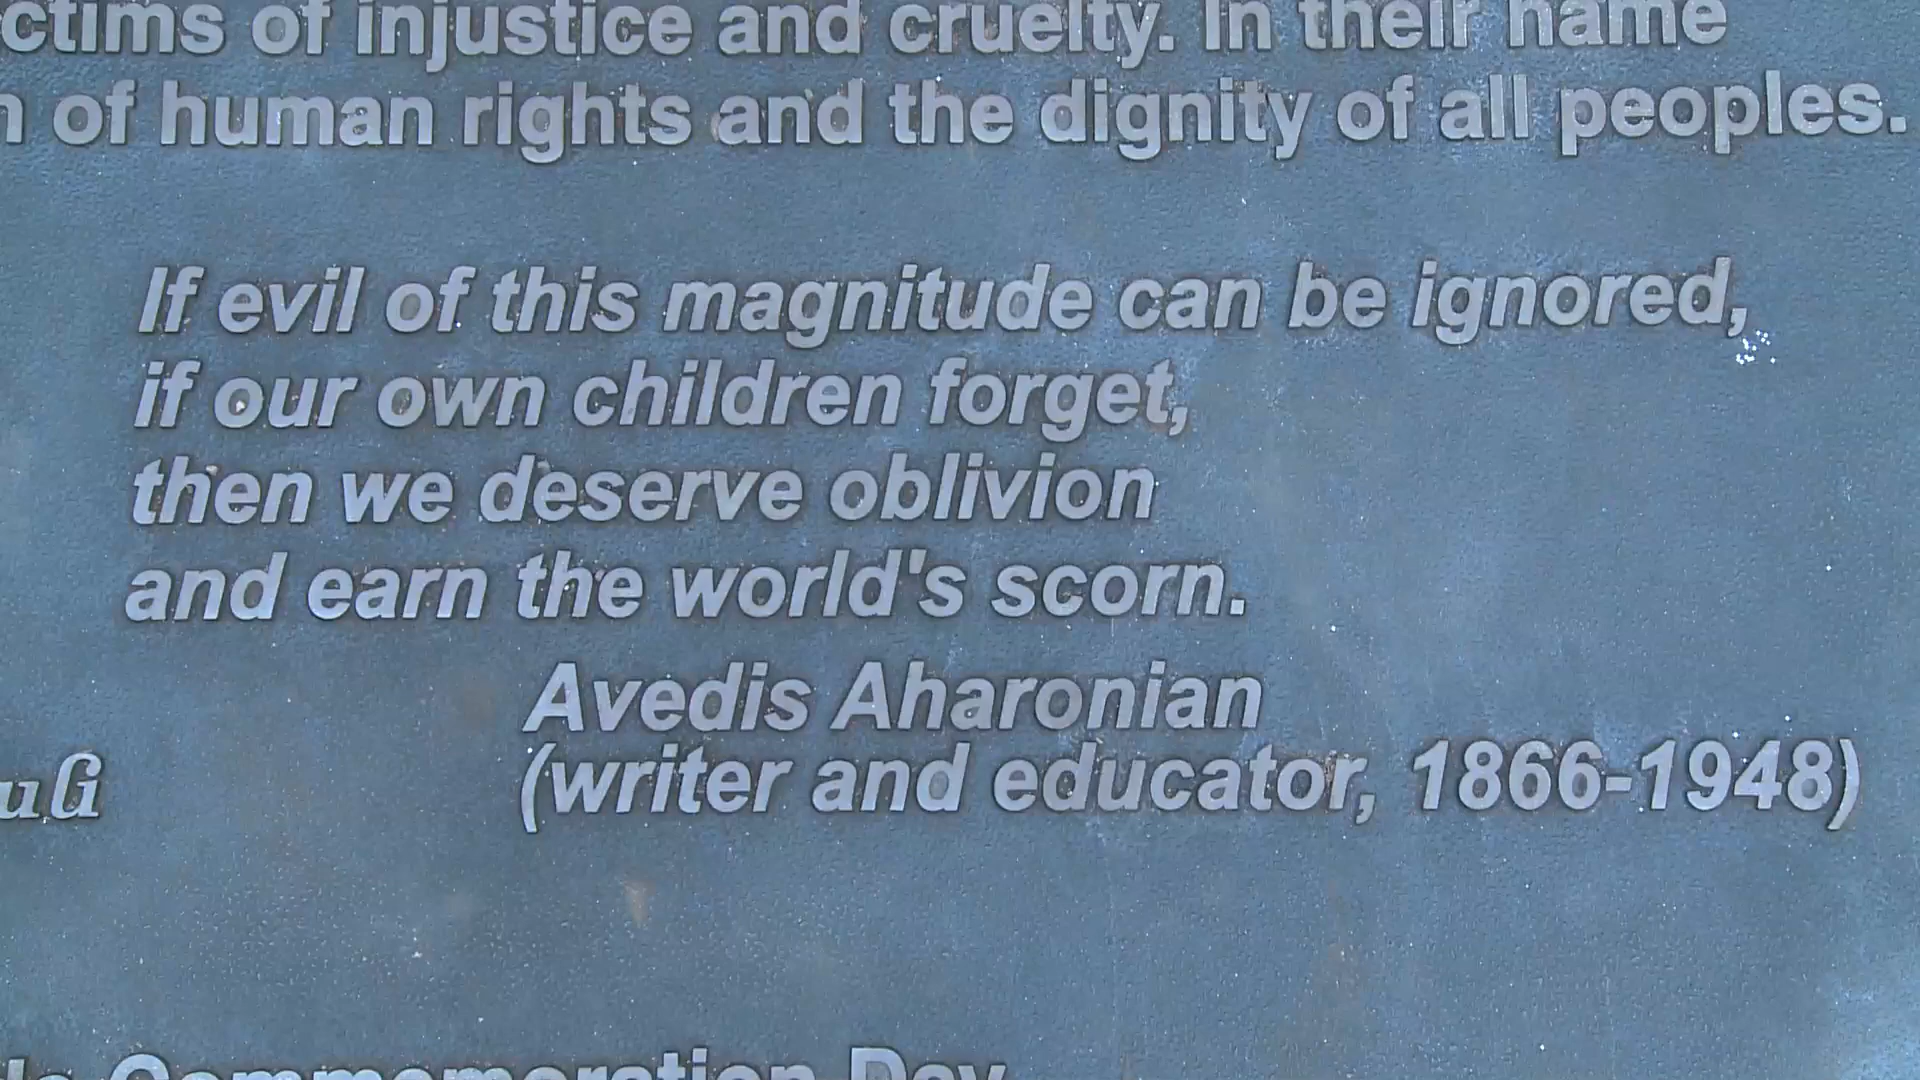 of injustice and cruelty. In their name
of human rights and the dignity of all peoples.
If evil of this magnitude can be ignored,
if our own children forget,
then we deserve oblivion
and earn the world's scorn.
Avedis Aharonian
(writer and educator, 1866-1948)
Commemoration Day